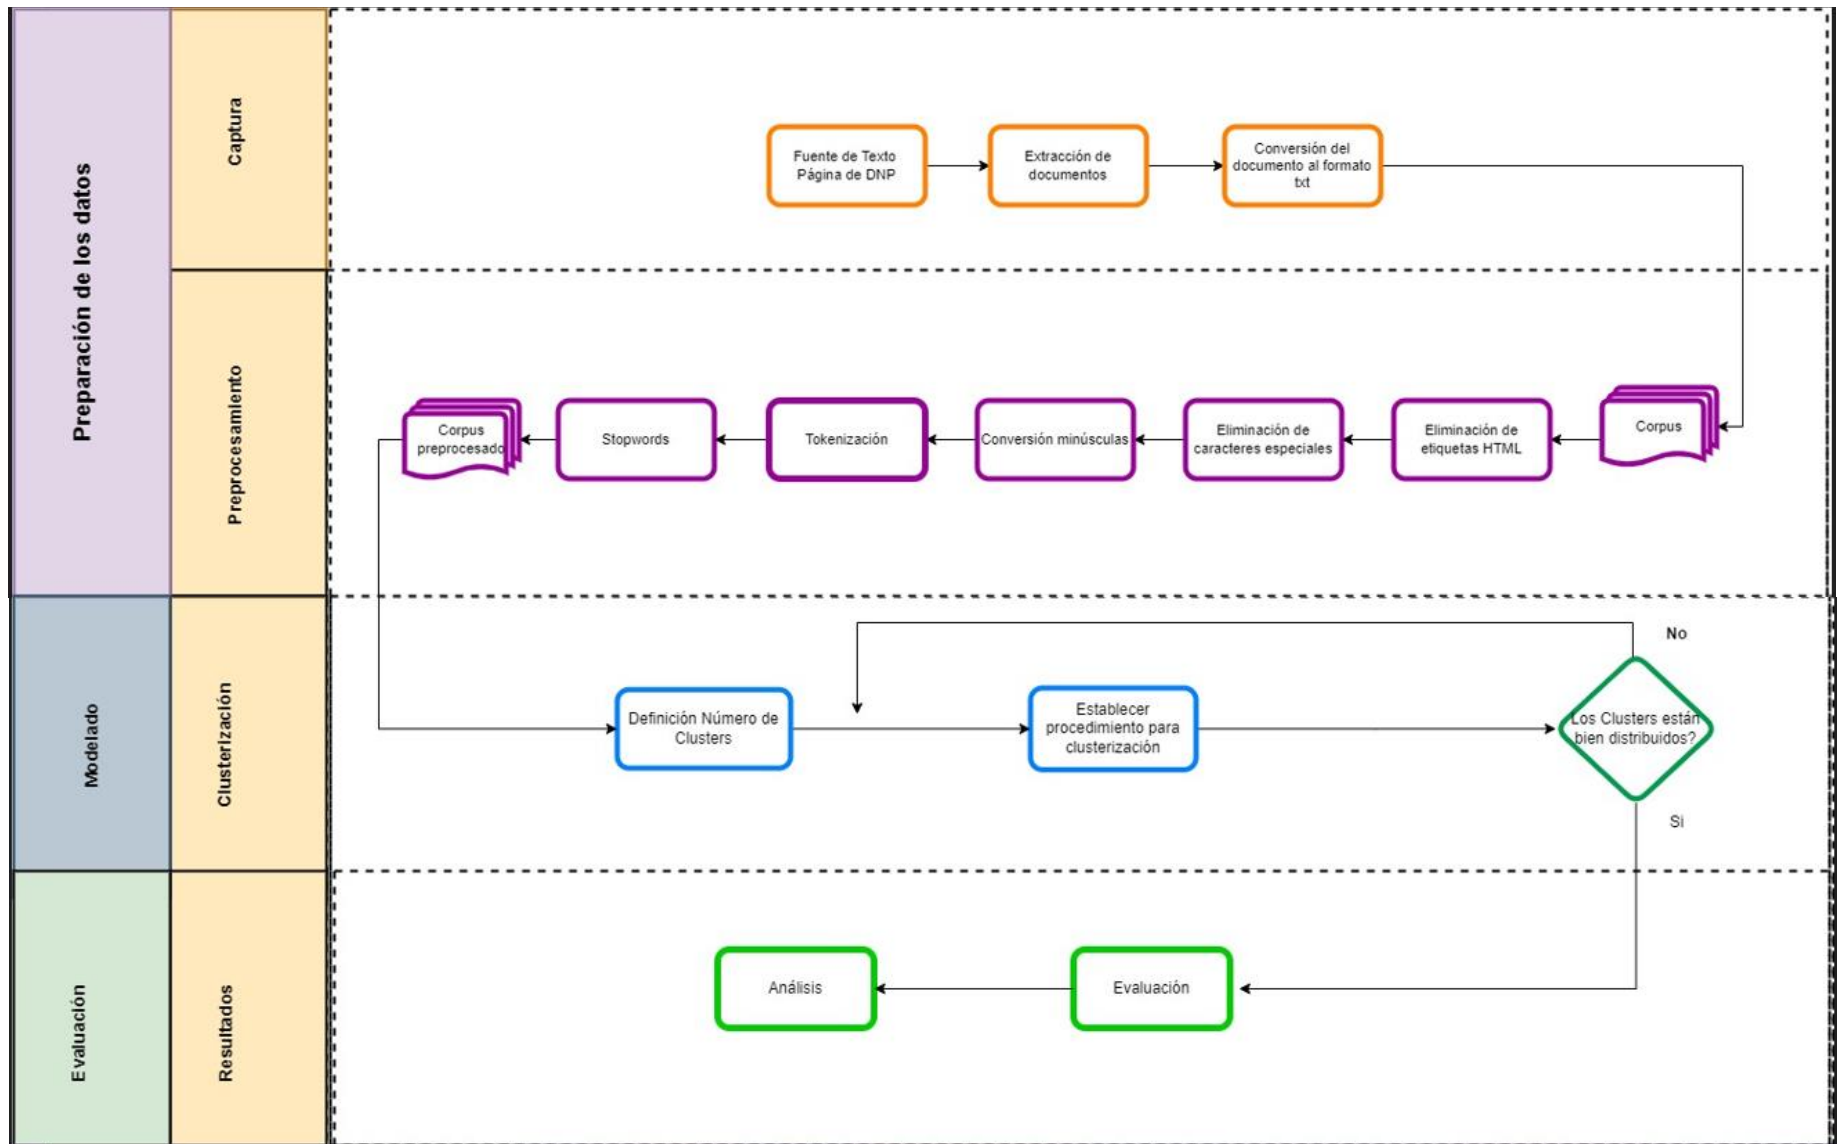 Preparación de los datos
Captura
Fuente de Texto
Página de DNP
Extracción de
documentos
Conversión del
documento al formato
txt
Preprocesamiento
Corpus
preprocesado
Stopwords
Tokenización
Conversión minúsculas
Eliminación de
caracteres especiales
Eliminación de
etiquetas HTML
Corpus
Modelado
Clusterización
Definición Número de
Clusters
Establecer
procedimiento para
clusterización
No
Los Clusters están
bien distribuidos?
Si
Evaluación
Resultados
Análisis
Evaluación